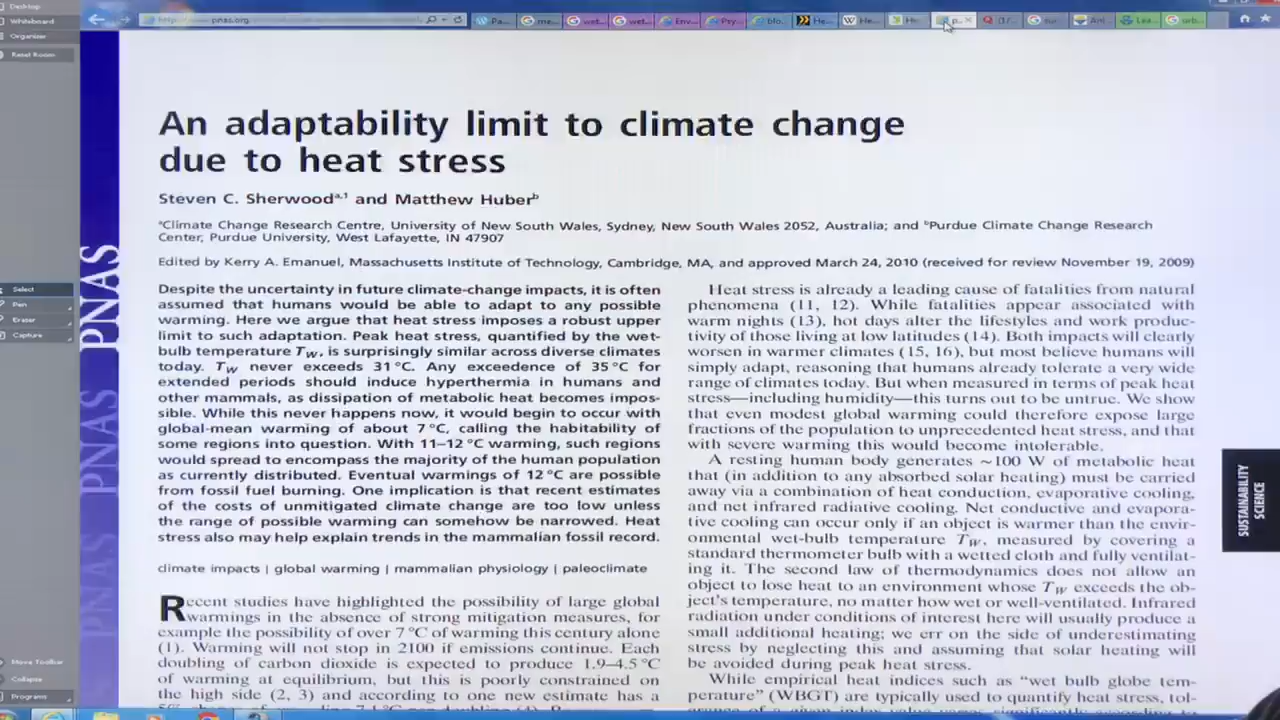 Desktop
Whiteboard
Organizer
Reset Room
pnas.org
An adaptability limit to climate change
due to heat stress
Steven C. Sherwooda,1 and Matthew Huberb
aClimate Change Research Centre, University of New South Wales, Sydney, New South Wales 2052, Australia; and bPurdue Climate Change Research
Center, Purdue University, West Lafayette, IN 47907
Edited by Kerry A. Emanuel, Massachusetts Institute of Technology, Cambridge, MA, and approved March 24, 2010 (received for review November 19, 2009)
Despite the uncertainty in future climate-change impacts, it is often
assumed that humans would be able to adapt to any possible
warming. Here we argue that heat stress imposes a robust upper
limit to such adaptation. Peak heat stress, quantified by the wet-
bulb temperature TW, is surprisingly similar across diverse climates
today. TW never exceeds 31 °C. Any exceedence of 35 °C for
extended periods should induce hyperthermia in humans and
other mammals, as dissipation of metabolic heat becomes impos-
sible. While this never happens now, it would begin to occur with
global-mean warming of about 7 °C, calling the habitability of
some regions into question. With 11–12 °C warming, such regions
would spread to encompass the majority of the human population
as currently distributed. Eventual warmings of 12 °C are possible
from fossil fuel burning. One implication is that recent estimates
of the costs of unmitigated climate change are too low unless
the range of possible warming can somehow be narrowed. Heat
stress also may help explain trends in the mammalian fossil record.
climate impacts | global warming | mammalian physiology | paleoclimate
Recent studies have highlighted the possibility of large global
warmings in the absence of strong mitigation measures, for
example the possibility of over 7 °C of warming this century alone
(1). Warming will not stop in 2100 if emissions continue. Each
doubling of carbon dioxide is expected to produce 1.9–4.5 °C
of warming at equilibrium, but this is poorly constrained on
the high side (2, 3) and according to one new estimate has a
Heat stress is already a leading cause of fatalities from natural
phenomena (11, 12). While fatalities appear associated with
warm nights (13), hot days alter the lifestyles and work produc-
tivity of those living at low latitudes (14). Both impacts will clearly
worsen in warmer climates (15, 16), but most believe humans will
simply adapt, reasoning that humans already tolerate a very wide
range of climates today. But when measured in terms of peak heat
stress—including humidity—this turns out to be untrue. We show
that even modest global warming could therefore expose large
fractions of the population to unprecedented heat stress, and that
with severe warming this would become intolerable.
A resting human body generates ~100 W of metabolic heat
that (in addition to any absorbed solar heating) must be carried
away via a combination of heat conduction, evaporative cooling,
and net infrared radiative cooling. Net conductive and evapora-
tive cooling can occur only if an object is warmer than the envir-
onmental wet-bulb temperature TW, measured by covering a
standard thermometer bulb with a wetted cloth and fully ventilat-
ing it. The second law of thermodynamics does not allow an
object to lose heat to an environment whose TW exceeds the ob-
ject's temperature, no matter how wet or well-ventilated. Infrared
radiation under conditions of interest here will usually produce a
small additional heating; we err on the side of underestimating
stress by neglecting this and assuming that solar heating will
be avoided during peak heat stress.
While empirical heat indices such as "wet bulb globe tem-
perature" (WBGT) are typically used to quantify heat stress, tol-
SUSTAINABILITY
SCIENCE
PNAS
PNAS
PNAS
Select
Pen
Eraser
Capture
Move Toolbar
Collapse
Programs